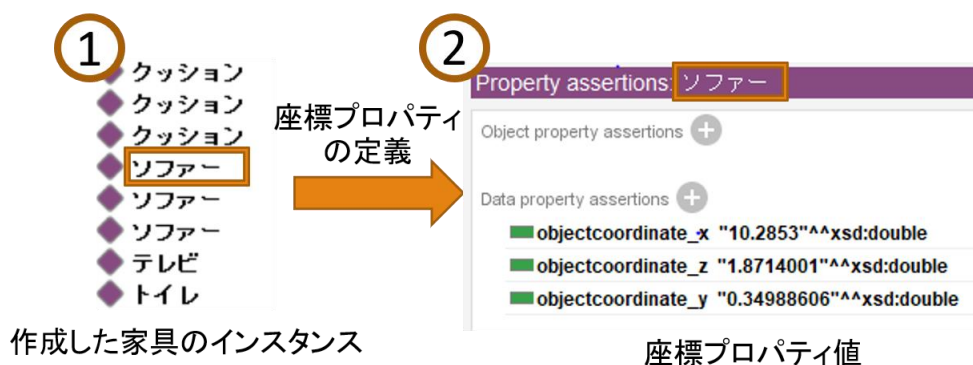 ①
クッション
クッション
クッション
ソファー
ソファー
ソファー
テレビ
トイレ
作成した家具のインスタンス
座標プロパティ
の定義
②
Property assertions: ソファー
Object property assertions
Data property assertions
objectcoordinate_x "10.2853"^^xsd:double
objectcoordinate_z "1.8714001"^^xsd:double
objectcoordinate_y "0.34988606"^^xsd:double
座標プロパティ値